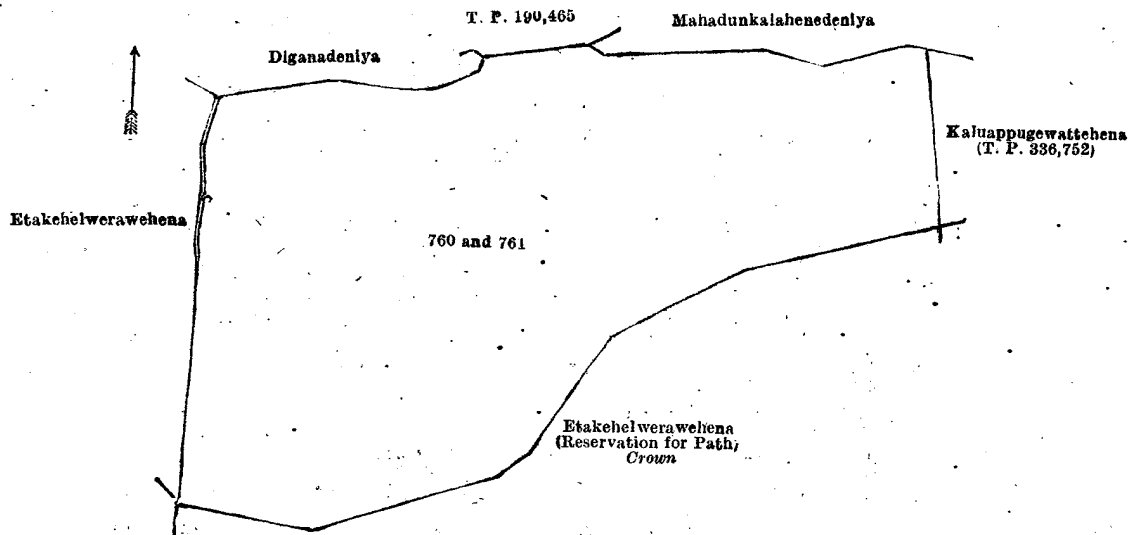 T. P. 190,465
Mahadunkalahenedeniya
Diganadeniya
Kaluappugewattehena
(T. P. 336,752)
Etakehelwerawehena
760 and 761
Etakehelwerawehena
(Reservation for Path)
Crown